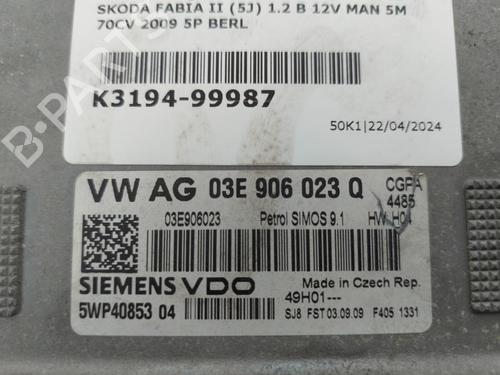 SKODA FABIA II (5J) 1.2 B 12V MAN 5M
70CV 2009 5P BERL
K3194-99987
50K1|22/04/2024
B-PARTS
VW AG 03E 906 023 Q
CGPA
4485
03E906023 Petrol SIMOS 9.1 HW H04
SIEMENS VDO
Made in Czech Rep.
49H01---
5WP40853 04
SJ8 FST 03.09.09 F405 1331